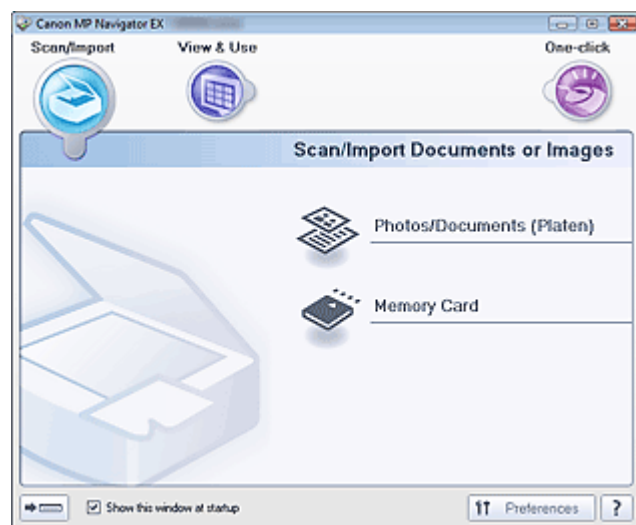 Canon MP Navigator EX
Scan/Import View & Use One-click
Scan/Import Documents or Images
Photos/Documents (Platen)
Memory Card
Show this window at startup
Preferences ?